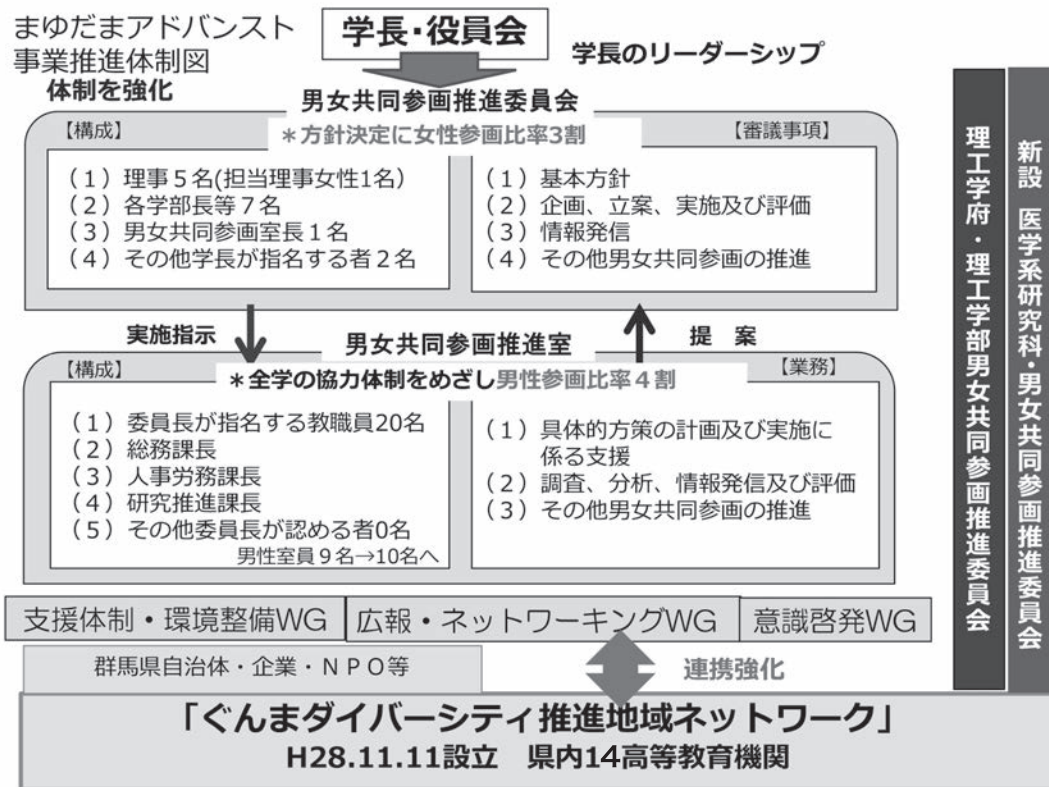 まゆだまアドバンスト
事業推進体制図
体制を強化
学長・役員会
学長のリーダーシップ
男女共同参画推進委員会
＊方針決定に女性参画比率3割
【構成】
（１）理事５名(担当理事女性1名）
（２）各学部長等７名
（３）男女共同参画室長１名
（４）その他学長が指名する者２名
【審議事項】
（１）基本方針
（２）企画、立案、実施及び評価
（３）情報発信
（４）その他男女共同参画の推進
実施指示
男女共同参画推進室
提　案
＊全学の協力体制をめざし男性参画比率４割
【構成】
（１）委員長が指名する教職員20名
（２）総務課長
（３）人事労務課長
（４）研究推進課長
（５）その他委員長が認める者0名
男性室員９名→10名へ
【業務】
（１）具体的方策の計画及び実施に
係る支援
（２）調査、分析、情報発信及び評価
（３）その他男女共同参画の推進
支援体制・環境整備WG
広報・ネットワーキングWG
意識啓発WG
群馬県自治体・企業・ＮＰＯ等
連携強化
「ぐんまダイバーシティ推進地域ネットワーク」
H28.11.11設立　県内14高等教育機関
理工学府・理工学部男女共同参画推進委員会
新設　医学系研究科・男女共同参画推進委員会